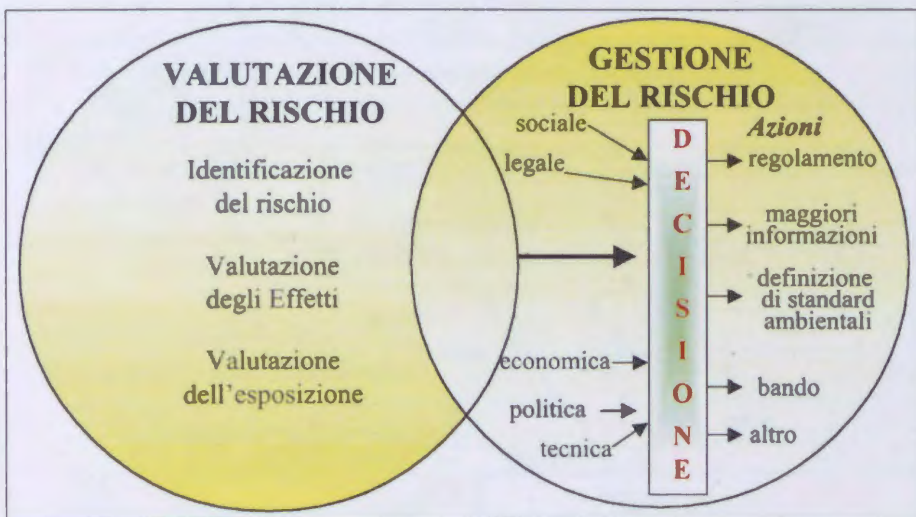 VALUTAZIONE
DEL RISCHIO
Identificazione
del rischio
Valutazione
degli Effetti
Valutazione
dell'esposizione
GESTIONE
DEL RISCHIO
sociale
legale
economica
politica
tecnica
DECISIONE
Azioni
regolamento
maggiori
informazioni
definizione
di standard
ambientali
bando
altro